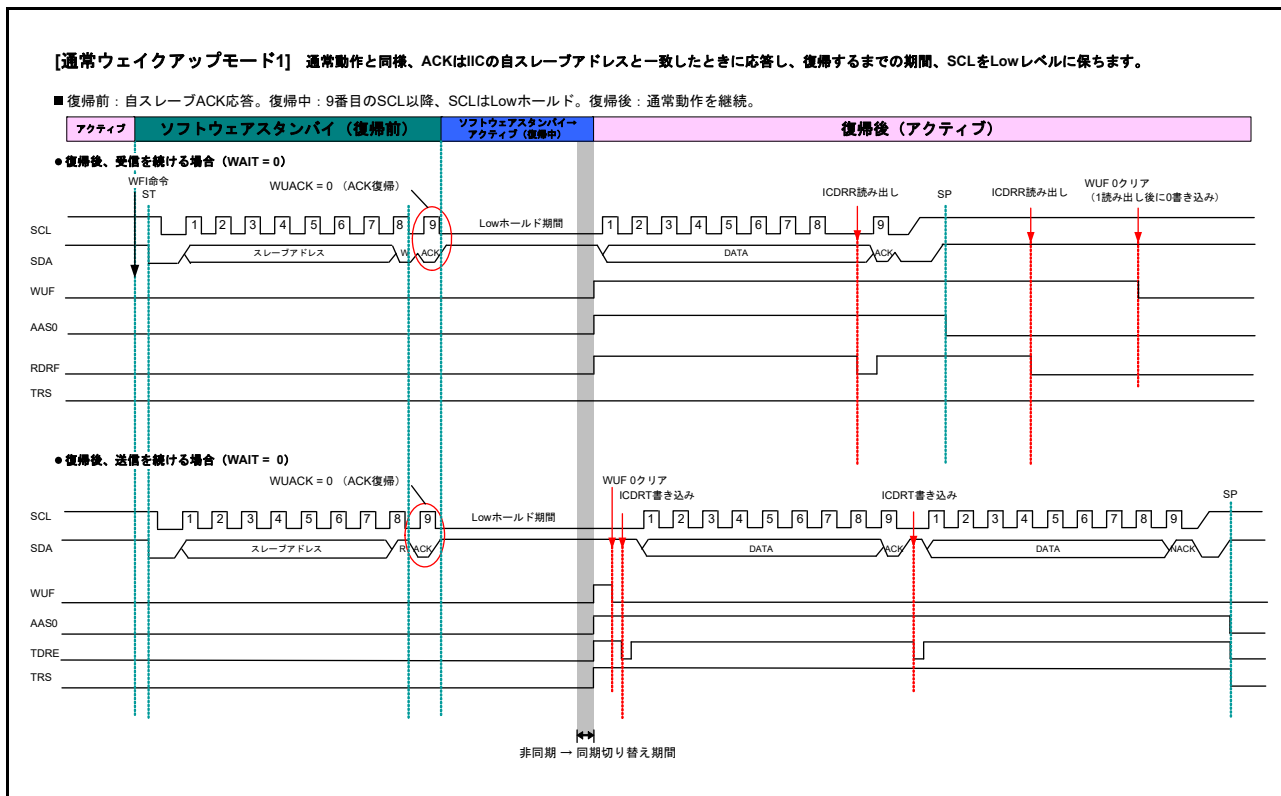 [通常ウェイクアップモード1] 通常動作と同様、ACKはIICの自スレーブアドレスと一致したときに応答し、復帰するまでの期間、SCLをLowレベルに保ちます。
■ 復帰前：自スレーブACK応答。復帰中：9番目のSCL以降、SCLはLowホールド。復帰後：通常動作を継続。
アクティブ ソフトウェアスタンバイ（復帰前） ソフトウェアスタンバイ→ 復帰後（アクティブ）
アクティブ（復帰中）
● 復帰後、受信を続ける場合（WAIT = 0）
WFI命令
ST
WUACK = 0 （ACK復帰）
ICDRR読み出し SP ICDRR読み出し WUF 0クリア
（1読み出し後に0書き込み）
SCL 1 2 3 4 5 6 7 8 9 Lowホールド期間 1 2 3 4 5 6 7 8 9
SDA スレーブアドレス W ACK DATA ACK
WUF
AAS0
RDRF
TRS
● 復帰後、送信を続ける場合（WAIT = 0）
WUACK = 0 （ACK復帰） WUF 0クリア
ICDRT書き込み ICDRT書き込み SP
SCL 1 2 3 4 5 6 7 8 9 Lowホールド期間 1 2 3 4 5 6 7 8 9 1 2 3 4 5 6 7 8 9
SDA スレーブアドレス R ACK DATA ACK DATA NACK
WUF
AAS0
TDRE
TRS
非同期 → 同期切り替え期間